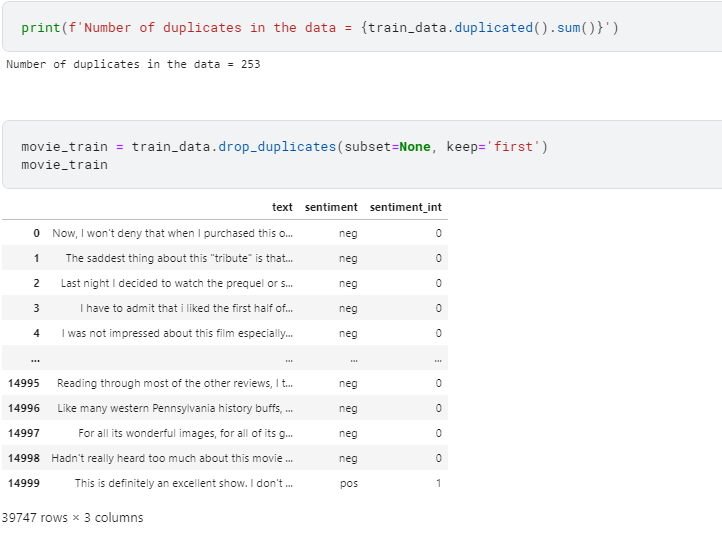 print(f'Number of duplicates in the data = {train_data.duplicated().sum()}')
Number of duplicates in the data = 253
movie_train = train_data.drop_duplicates(subset=None, keep='first')
movie_train
text sentiment sentiment_int
0 Now, I won't deny that when I purchased this o... neg 0
1 The saddest thing about this "tribute" is that... neg 0
2 Last night I decided to watch the prequel or s... neg 0
3 I have to admit that i liked the first half of... neg 0
4 I was not impressed about this film especially... neg 0
... ... ... ...
14995 Reading through most of the other reviews, I t... neg 0
14996 Like many western Pennsylvania history buffs, ... neg 0
14997 For all its wonderful images, for all of its g... neg 0
14998 Hadn't really heard too much about this movie ... neg 0
14999 This is definitely an excellent show. I don't ... pos 1
39747 rows × 3 columns